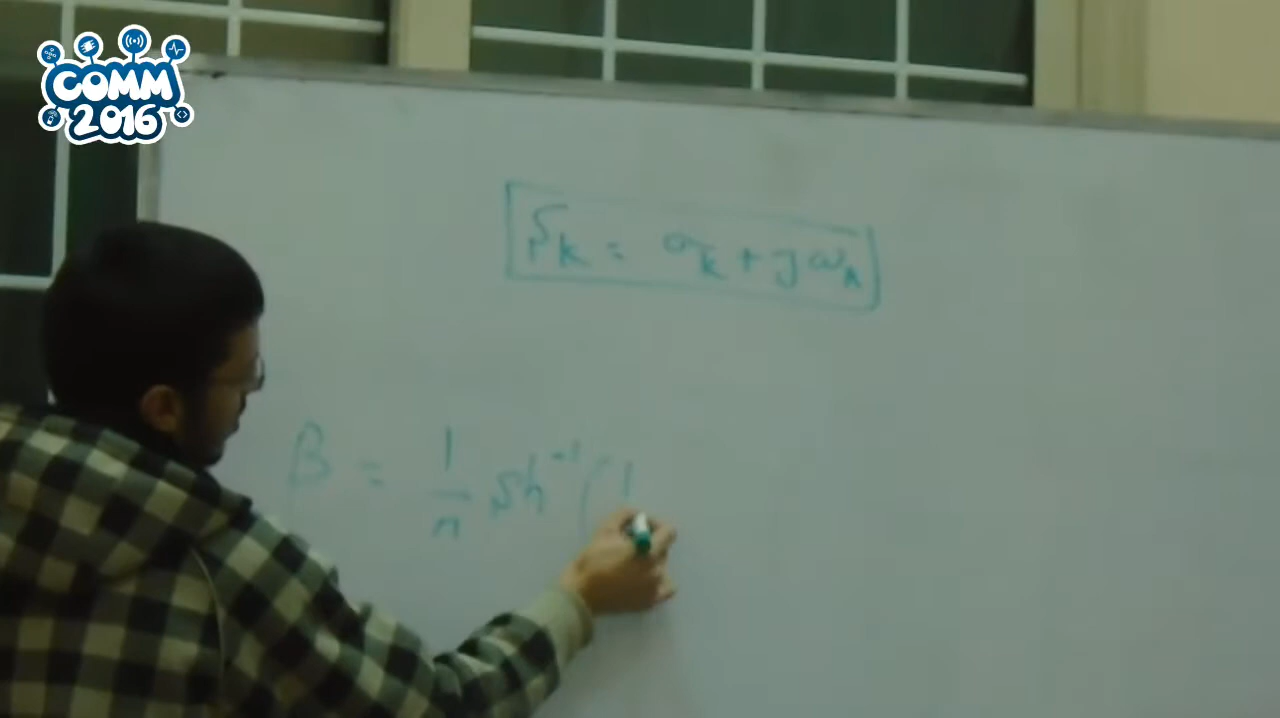 COMM
2016
Sk = σk + jωk
β = 1/n sh⁻¹ (1